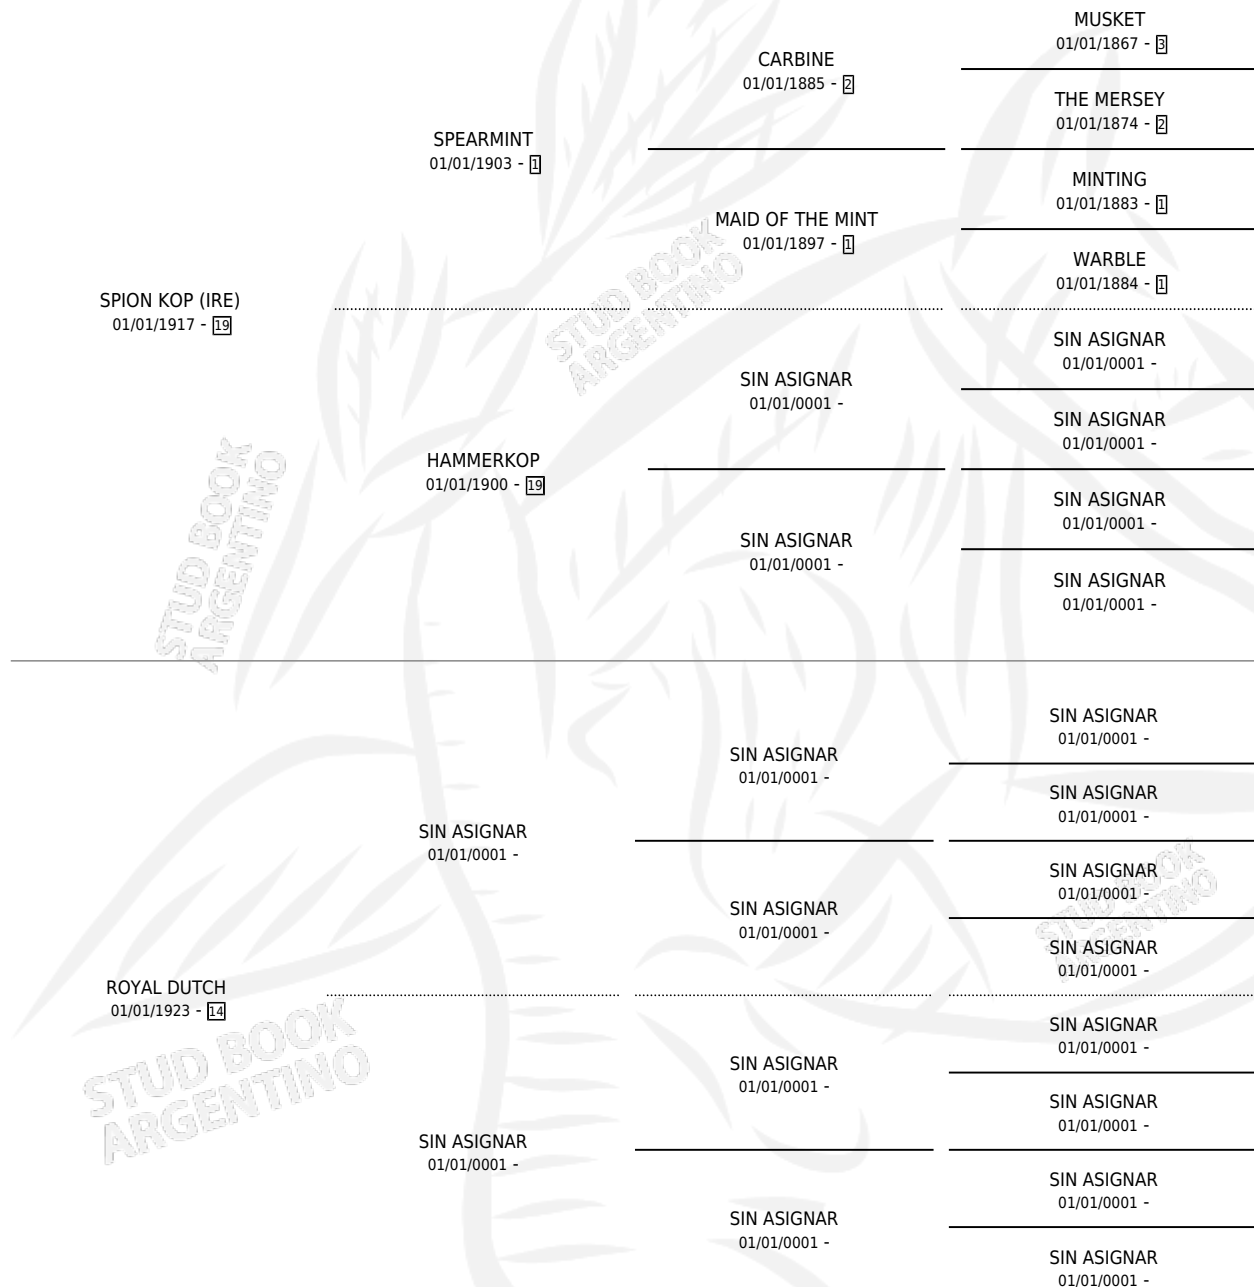 MUSKET
01/01/1867 - 3
CARBINE
01/01/1885 - 2
THE MERSEY
01/01/1874 - 2
SPEARMINT
01/01/1903 - 1
MINTING
01/01/1883 - 1
MAID OF THE MINT
01/01/1897 - 1
WARBLE
01/01/1884 - 1
SPION KOP (IRE)
01/01/1917 - 19
SIN ASIGNAR
01/01/0001 -
SIN ASIGNAR
01/01/0001 -
SIN ASIGNAR
01/01/0001 -
HAMMERKOP
01/01/1900 - 19
SIN ASIGNAR
01/01/0001 -
SIN ASIGNAR
01/01/0001 -
SIN ASIGNAR
01/01/0001 -
STUD BOOK
ARGENTINO
STUD BOOK
ARGENTINO
SIN ASIGNAR
01/01/0001 -
SIN ASIGNAR
01/01/0001 -
SIN ASIGNAR
01/01/0001 -
SIN ASIGNAR
01/01/0001 -
SIN ASIGNAR
01/01/0001 -
SIN ASIGNAR
01/01/0001 -
SIN ASIGNAR
01/01/0001 -
STUD BOOK
ARGENTINO
ROYAL DUTCH
01/01/1923 - 14
SIN ASIGNAR
01/01/0001 -
SIN ASIGNAR
01/01/0001 -
SIN ASIGNAR
01/01/0001 -
SIN ASIGNAR
01/01/0001 -
SIN ASIGNAR
01/01/0001 -
SIN ASIGNAR
01/01/0001 -
SIN ASIGNAR
01/01/0001 -
STUD BOOK
ARGENTINO